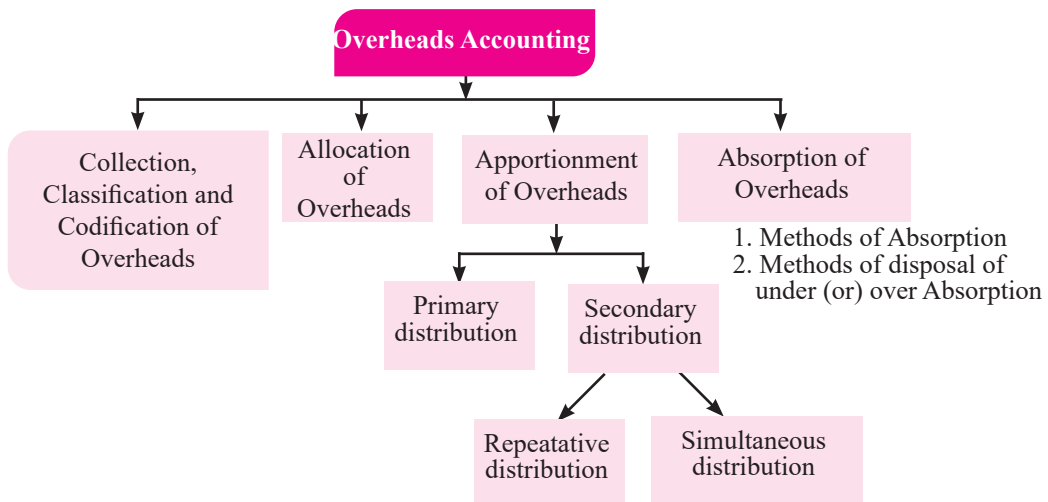 Overheads Accounting
Collection,
Classification and
Codification of
Overheads
Allocation
of
Overheads
Apportionment
of Overheads
Absorption of
Overheads
1. Methods of Absorption
2. Methods of disposal of
under (or) over Absorption
Primary
distribution
Secondary
distribution
Repeatative
distribution
Simultaneous
distribution